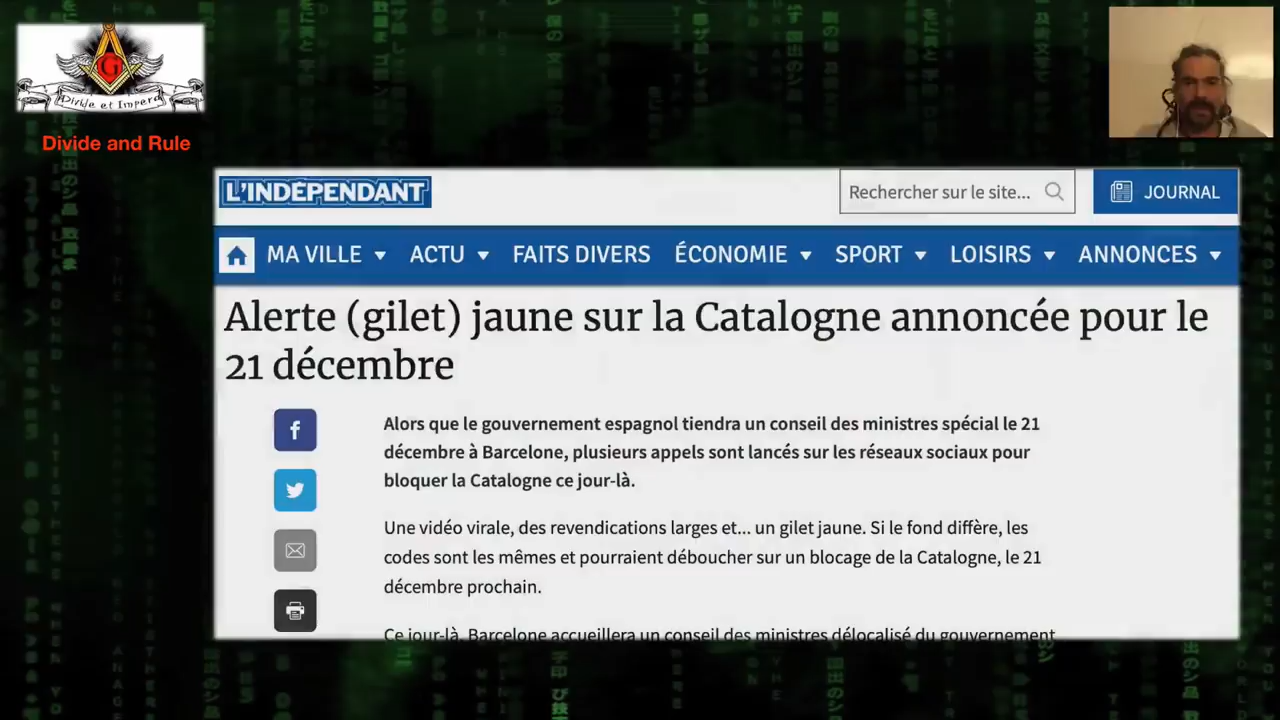 G
Divide et Impera
Divide and Rule
L'INDÉPENDANT
Rechercher sur le site...
JOURNAL
MA VILLE ACTU FAITS DIVERS ÉCONOMIE SPORT LOISIRS ANNONCES
Alerte (gilet) jaune sur la Catalogne annoncée pour le
21 décembre
Alors que le gouvernement espagnol tiendra un conseil des ministres spécial le 21
décembre à Barcelone, plusieurs appels sont lancés sur les réseaux sociaux pour
bloquer la Catalogne ce jour-là.
Une vidéo virale, des revendications larges et... un gilet jaune. Si le fond diffère, les
codes sont les mêmes et pourraient déboucher sur un blocage de la Catalogne, le 21
décembre prochain.
Ce jour-là, Barcelone accueillera un conseil des ministres délocalisé du gouvernement